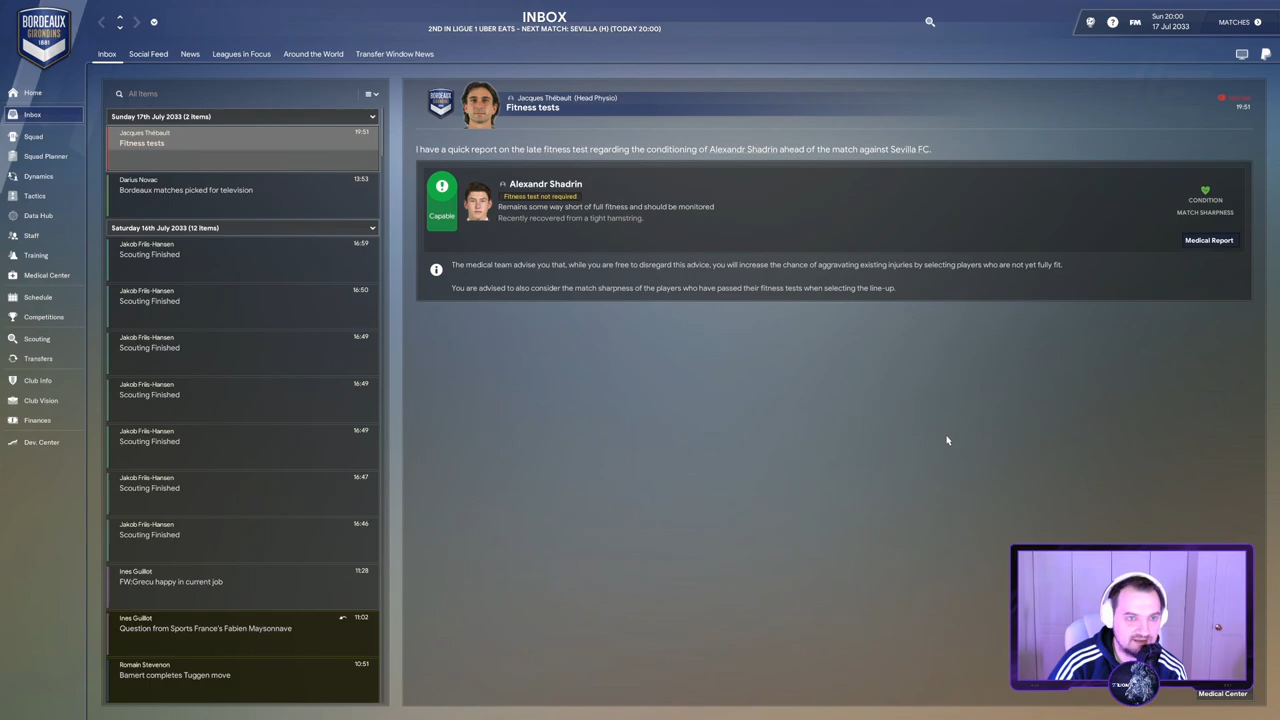 BORDEAUX
GIRONDINS
1881
INBOX
2ND IN LIGUE 1 UBER EATS - NEXT MATCH: SEVILLA (H) (TODAY 20:00)
FM
Sun 20:00
17 Jul 2033
MATCHES
Inbox
Social Feed
News
Leagues in Focus
Around the World
Transfer Window News
Home
Inbox
Squad
Squad Planner
Dynamics
Tactics
Data Hub
Staff
Training
Medical Center
Schedule
Competitions
Scouting
Transfers
Club Info
Club Vision
Finances
Dev. Center
All Items
Sunday 17th July 2033 (2 items)
Jacques Thébault 19:51
Fitness tests
Darius Novac 13:53
Bordeaux matches picked for television
Saturday 16th July 2033 (12 items)
Jakob Friis-Hansen 16:59
Scouting Finished
Jakob Friis-Hansen 16:50
Scouting Finished
Jakob Friis-Hansen 16:49
Scouting Finished
Jakob Friis-Hansen 16:49
Scouting Finished
Jakob Friis-Hansen 16:49
Scouting Finished
Jakob Friis-Hansen 16:47
Scouting Finished
Jakob Friis-Hansen 16:46
Scouting Finished
Ines Guillot 11:28
FW:Grecu happy in current job
Ines Guillot 11:02
Question from Sports France's Fabien Maysonnave
Romain Stevenon 10:51
Bamert completes Tuggen move
Jacques Thébault (Head Physio)
Fitness tests
19:51
I have a quick report on the late fitness test regarding the conditioning of Alexandr Shadrin ahead of the match against Sevilla FC.
Capable
Alexandr Shadrin
Fitness test not required
Remains some way short of full fitness and should be monitored
Recently recovered from a tight hamstring.
CONDITION
MATCH SHARPNESS
Medical Report
The medical team advise you that, while you are free to disregard this advice, you will increase the chance of aggravating existing injuries by selecting players who are not yet fully fit.
You are advised to also consider the match sharpness of the players who have passed their fitness tests when selecting the line-up.
Medical Center